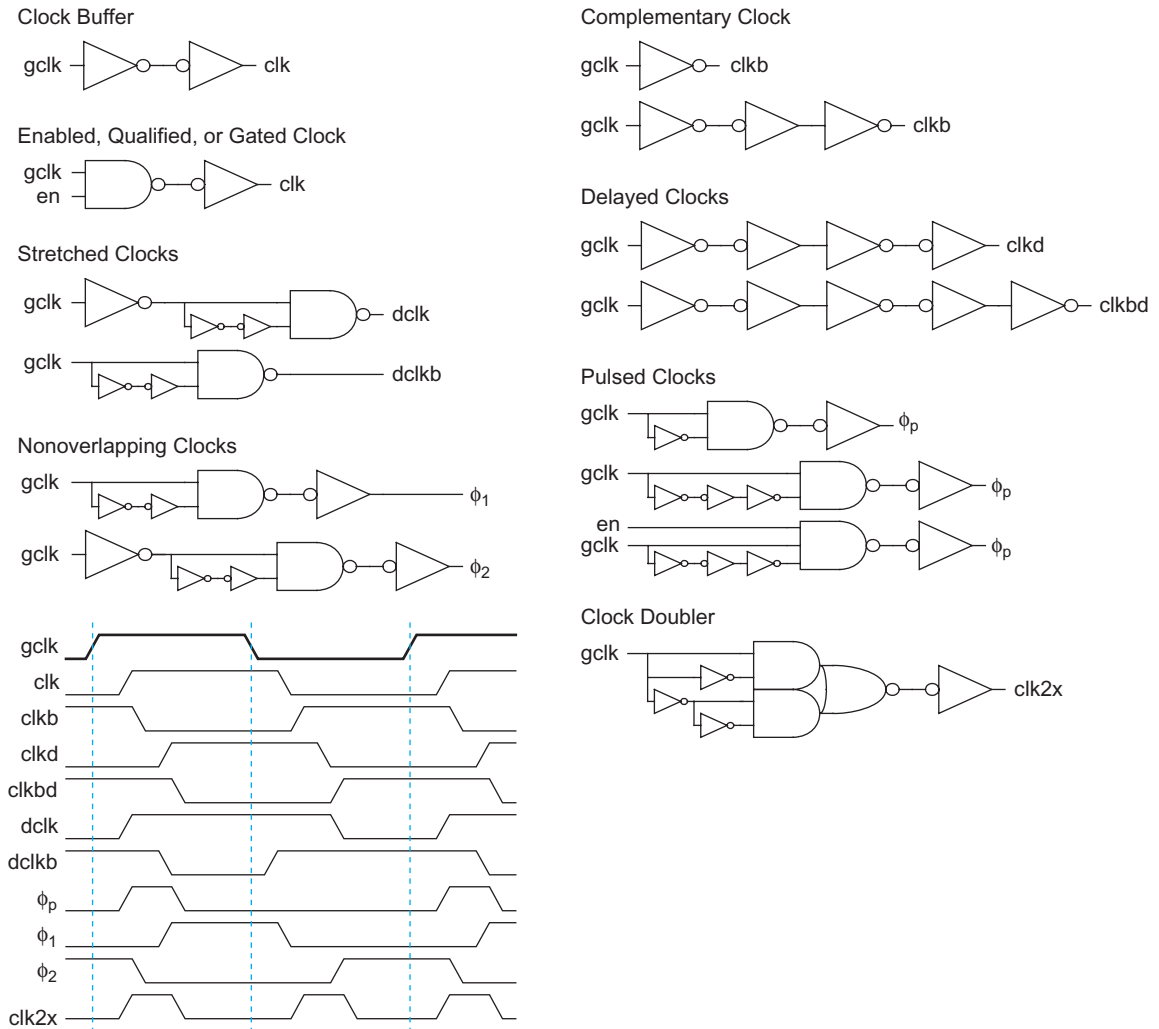 Clock Buffer
gclk
clk
Enabled, Qualified, or Gated Clock
gclk
en
clk
Stretched Clocks
gclk
dclk
gclk
dclkb
Nonoverlapping Clocks
gclk
ϕ1
gclk
ϕ2
gclk
clk
clkb
clkd
clkbd
dclk
dclkb
ϕp
ϕ1
ϕ2
clk2x
Complementary Clock
gclk
clkb
gclk
clkb
Delayed Clocks
gclk
clkd
gclk
clkbd
Pulsed Clocks
gclk
ϕp
gclk
ϕp
en
gclk
ϕp
Clock Doubler
gclk
clk2x